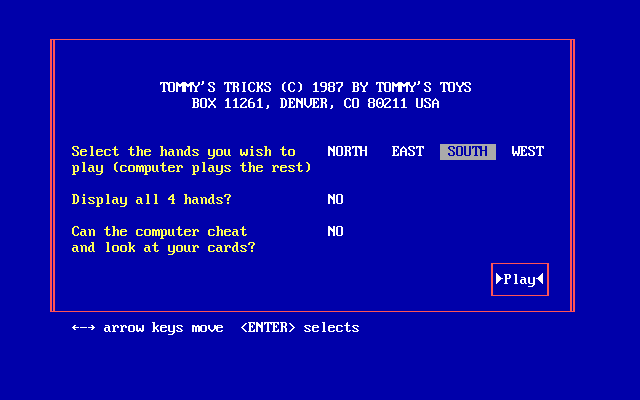 TOMMY'S TRICKS (C) 1987 BY TOMMY'S TOYS
BOX 11261, DENVER, CO 80211 USA
Select the hands you wish to NORTH EAST SOUTH WEST
play (computer plays the rest)
Display all 4 hands? NO
Can the computer cheat NO
and look at your cards?
►Play◄
←─→ arrow keys move <ENTER> selects